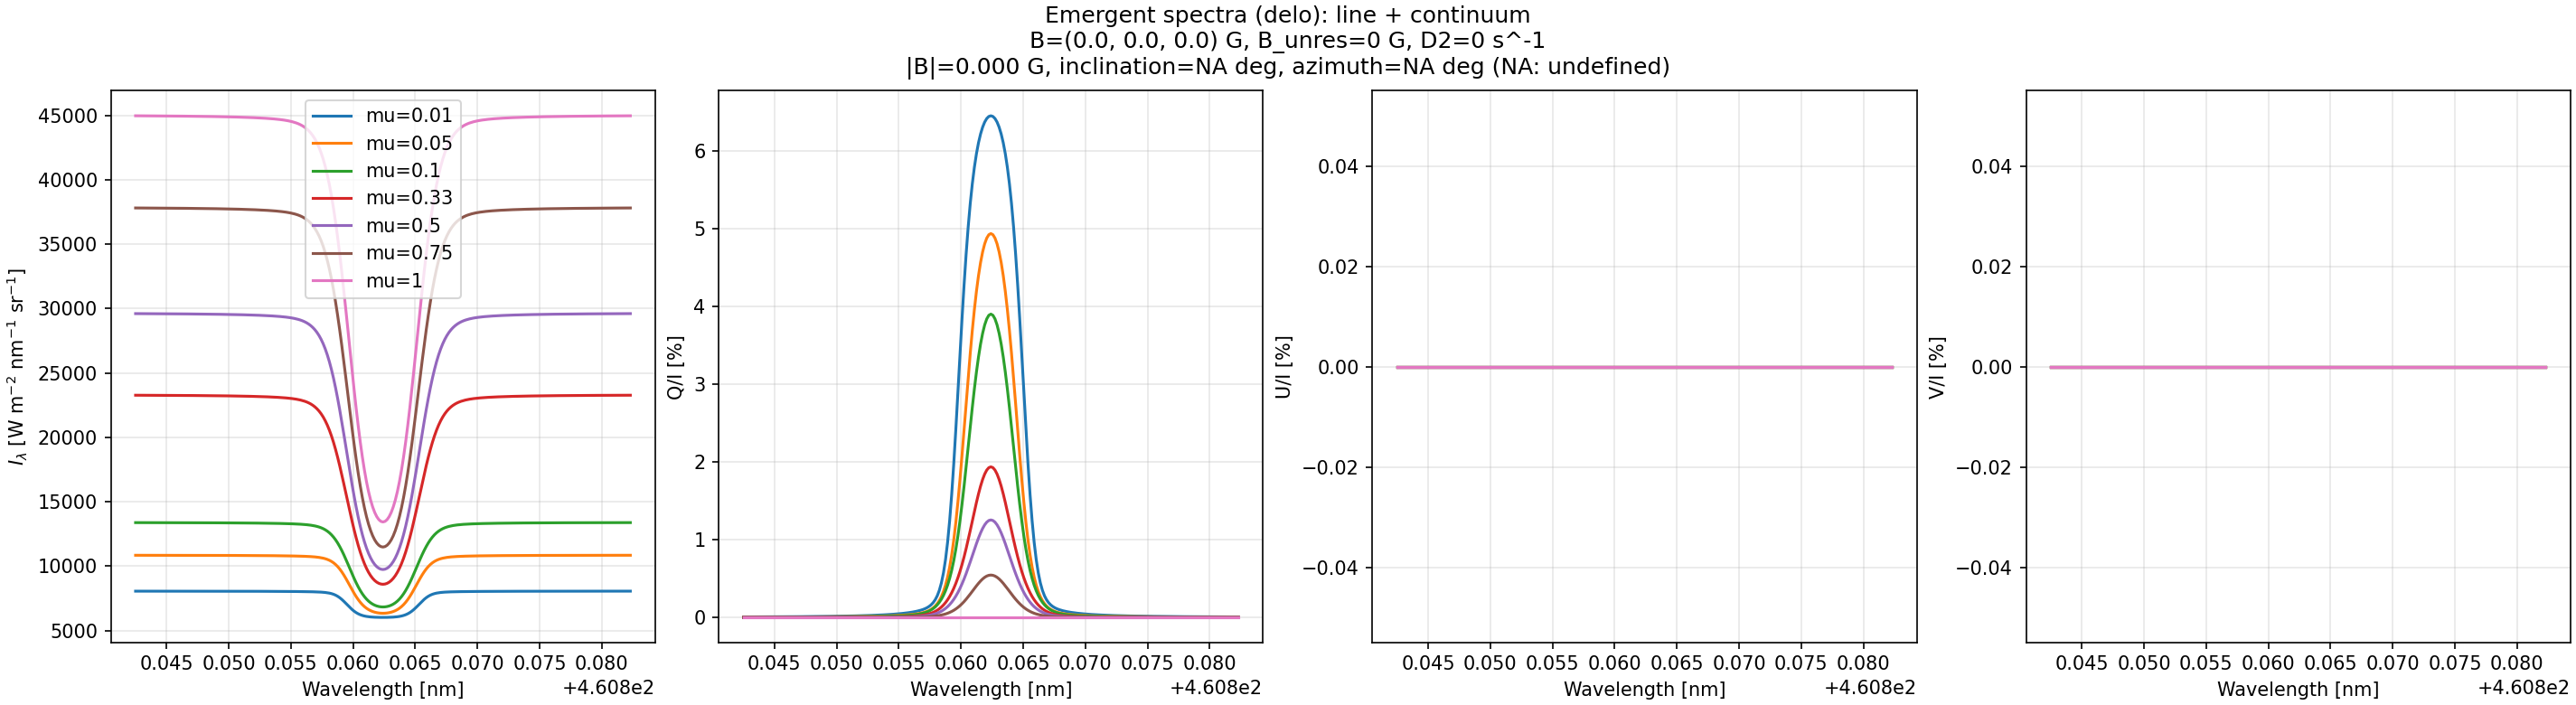 Emergent spectra (delo): line + continuum
B=(0.0, 0.0, 0.0) G, B_unres=0 G, D2=0 s^-1
|B|=0.000 G, inclination=NA deg, azimuth=NA deg (NA: undefined)
I_λ [W m⁻² nm⁻¹ sr⁻¹]
45000
40000
35000
30000
25000
20000
15000
10000
5000
mu=0.01
mu=0.05
mu=0.1
mu=0.33
mu=0.5
mu=0.75
mu=1
0.045 0.050 0.055 0.060 0.065 0.070 0.075 0.080
Wavelength [nm]
+4.608e2
Q/I [%]
6
5
4
3
2
1
0
0.045 0.050 0.055 0.060 0.065 0.070 0.075 0.080
Wavelength [nm]
+4.608e2
U/I [%]
0.04
0.02
0.00
−0.02
−0.04
0.045 0.050 0.055 0.060 0.065 0.070 0.075 0.080
Wavelength [nm]
+4.608e2
V/I [%]
0.04
0.02
0.00
−0.02
−0.04
0.045 0.050 0.055 0.060 0.065 0.070 0.075 0.080
Wavelength [nm]
+4.608e2